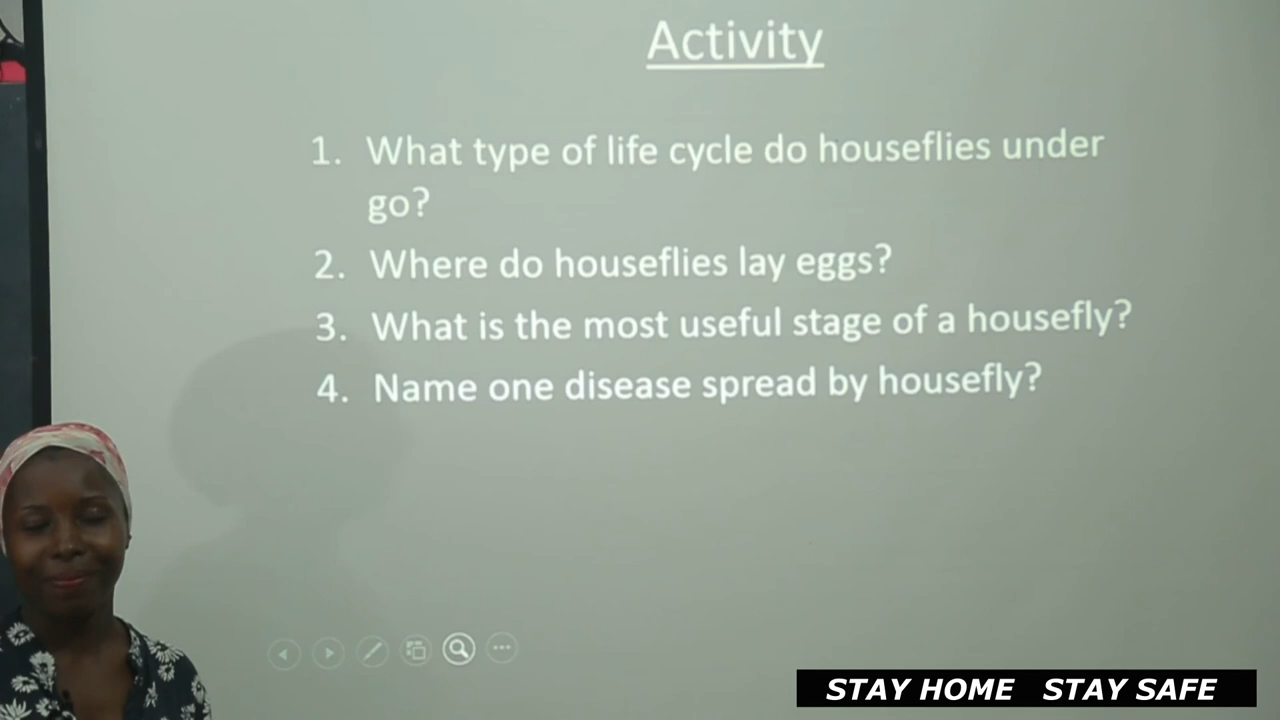 Activity
1. What type of life cycle do houseflies under
go?
2. Where do houseflies lay eggs?
3. What is the most useful stage of a housefly?
4. Name one disease spread by housefly?
STAY HOME STAY SAFE